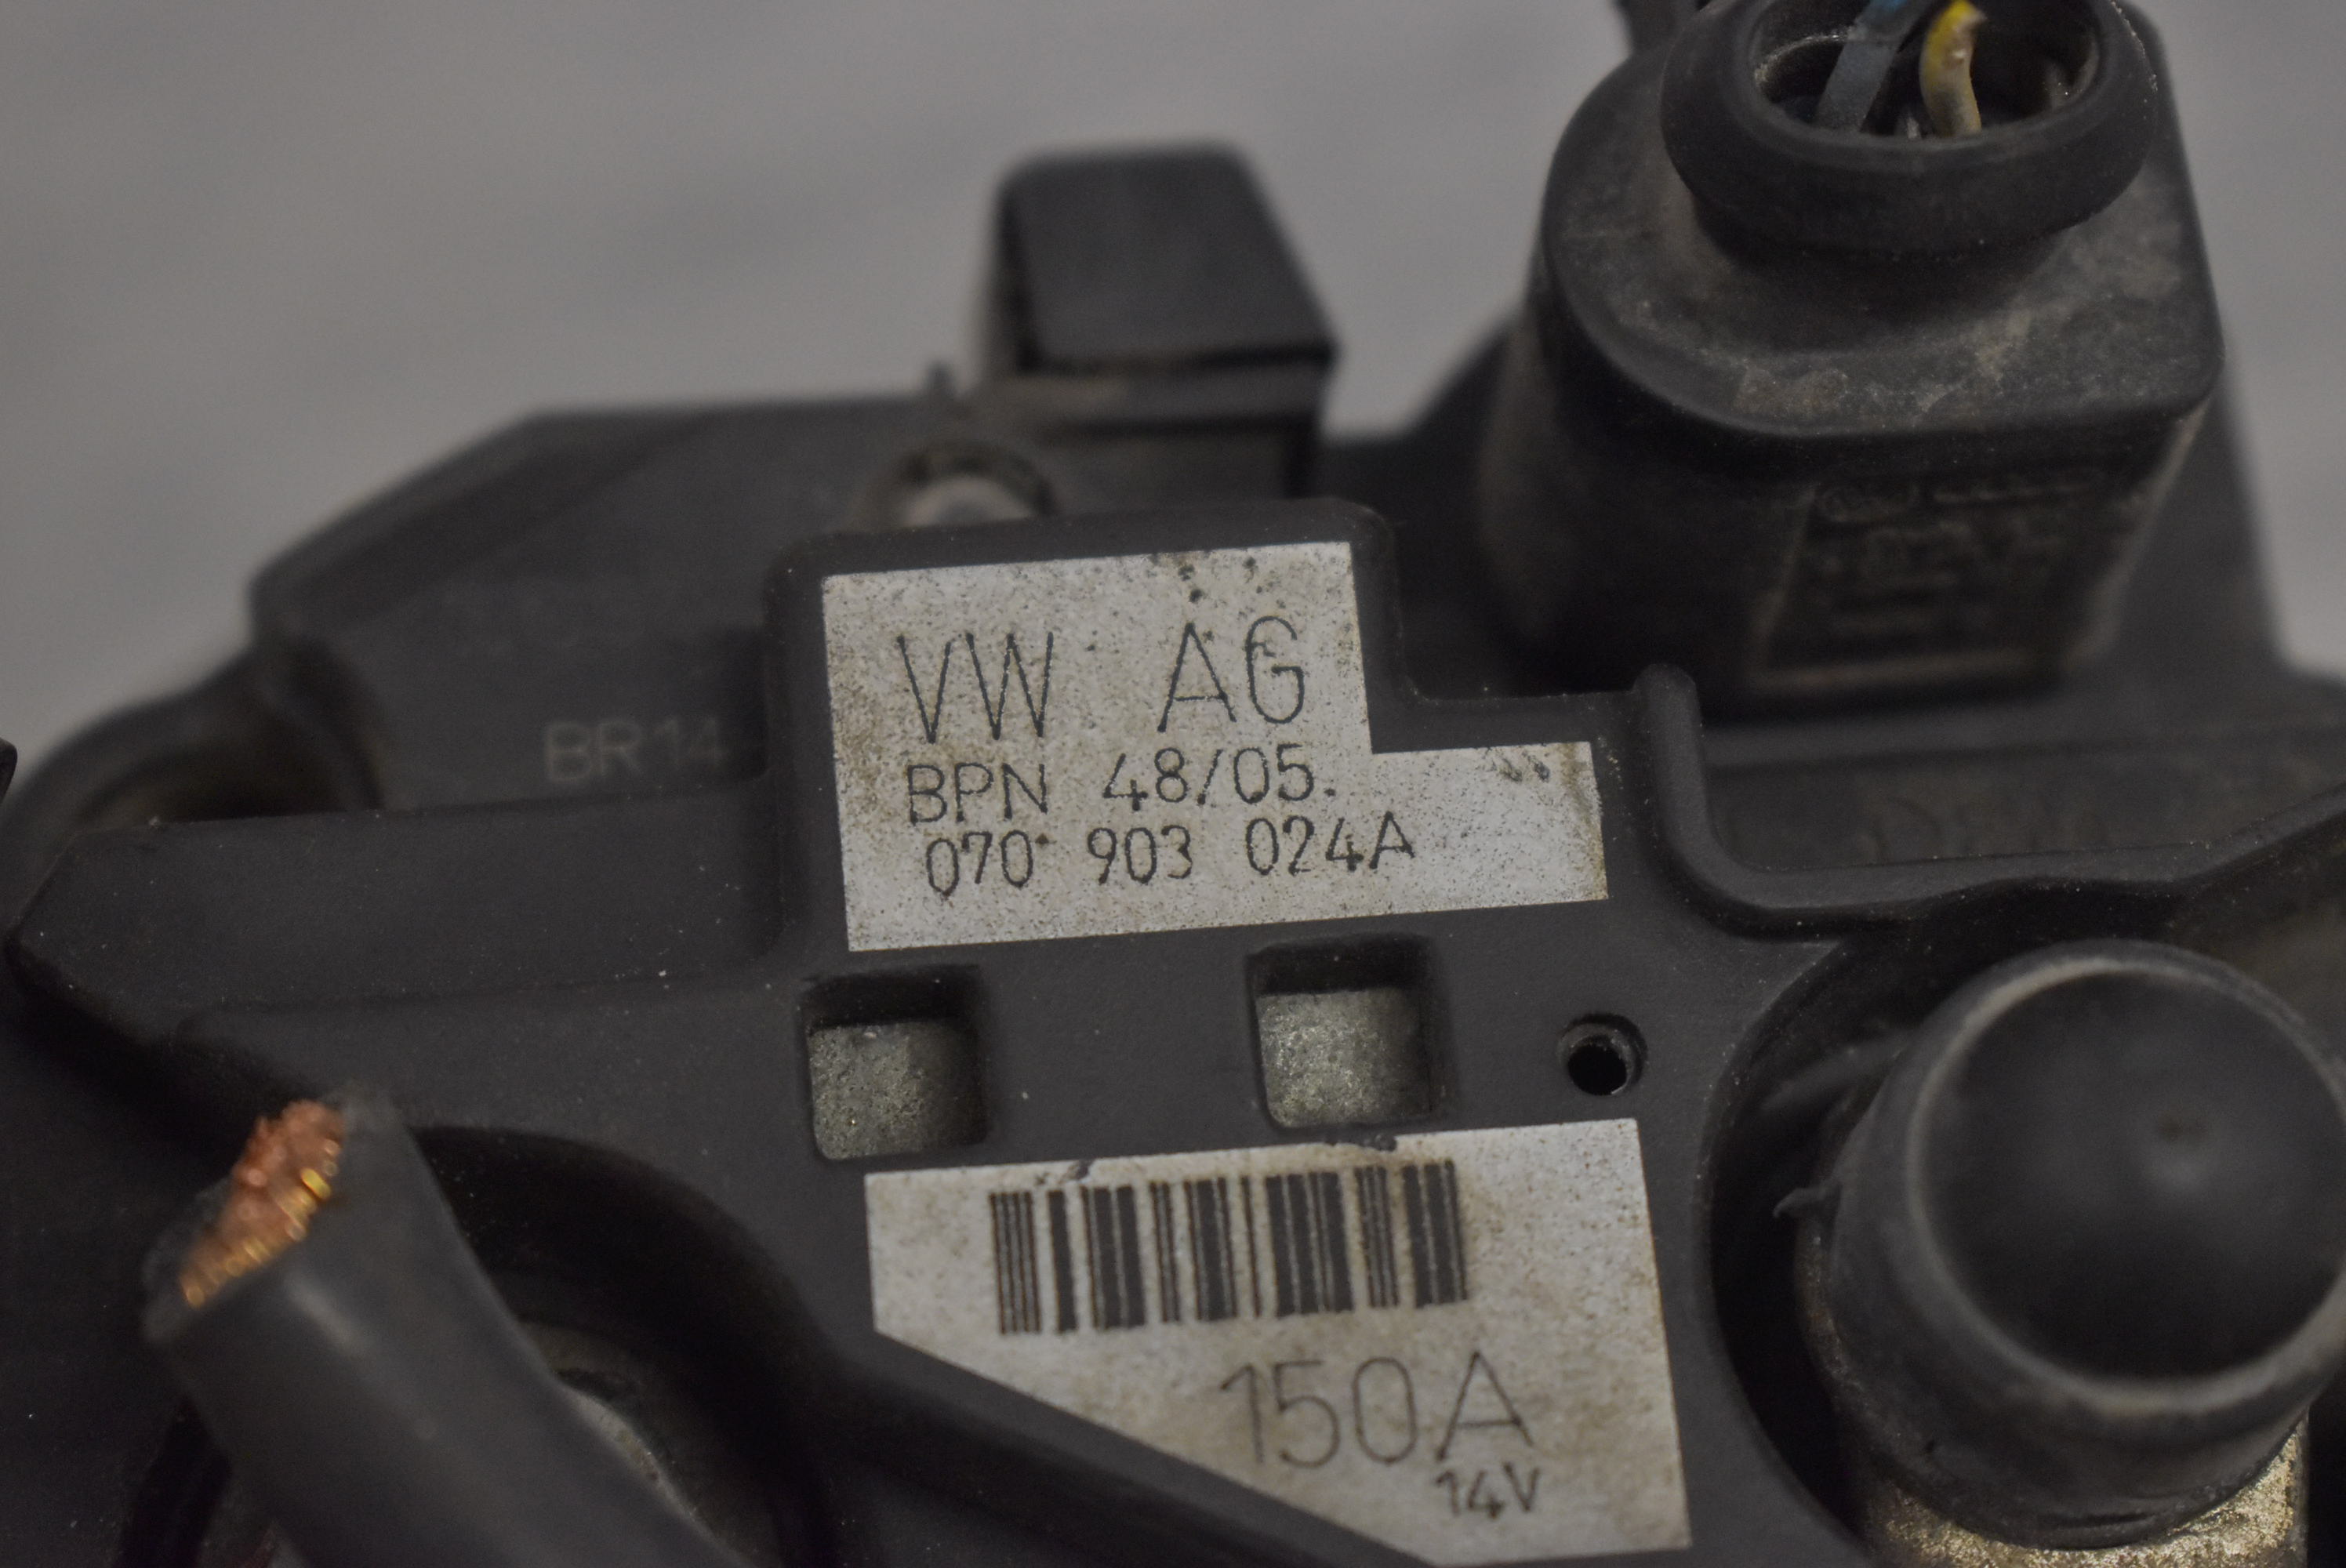 VW AG
BR14
BPN 48/05.
070 903 024A
150A
14V